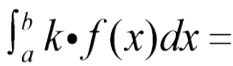 ∫ₐᵇ k•f(x)dx =